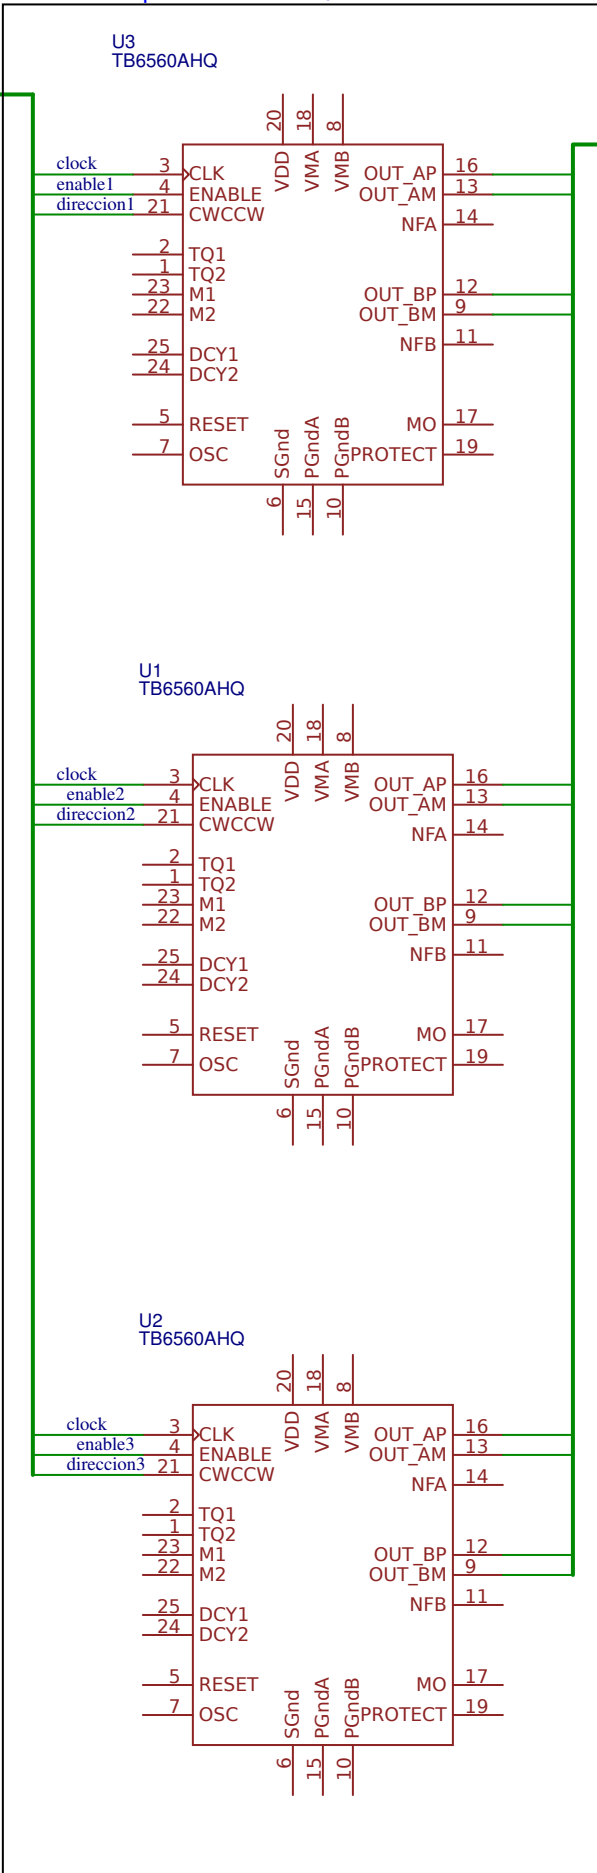 U3
TB6560AHQ
20 18 8
VDD VMA VMB
clock 3 CLK OUT_AP 16
enable1 4 ENABLE OUT_AM 13
direccion1 21 CWCCW
NFA 14
2 TQ1
1 TQ2
23 M1 OUT_BP 12
22 M2 OUT_BM 9
NFB 11
25 DCY1
24 DCY2
5 RESET MO 17
7 OSC PROTECT 19
SGnd PGndA PGndB
6 15 10
U1
TB6560AHQ
20 18 8
VDD VMA VMB
clock 3 CLK OUT_AP 16
enable2 4 ENABLE OUT_AM 13
direccion2 21 CWCCW
NFA 14
2 TQ1
1 TQ2
23 M1 OUT_BP 12
22 M2 OUT_BM 9
NFB 11
25 DCY1
24 DCY2
5 RESET MO 17
7 OSC PROTECT 19
SGnd PGndA PGndB
6 15 10
U2
TB6560AHQ
20 18 8
VDD VMA VMB
clock 3 CLK OUT_AP 16
enable3 4 ENABLE OUT_AM 13
direccion3 21 CWCCW
NFA 14
2 TQ1
1 TQ2
23 M1 OUT_BP 12
22 M2 OUT_BM 9
NFB 11
25 DCY1
24 DCY2
5 RESET MO 17
7 OSC PROTECT 19
SGnd PGndA PGndB
6 15 10